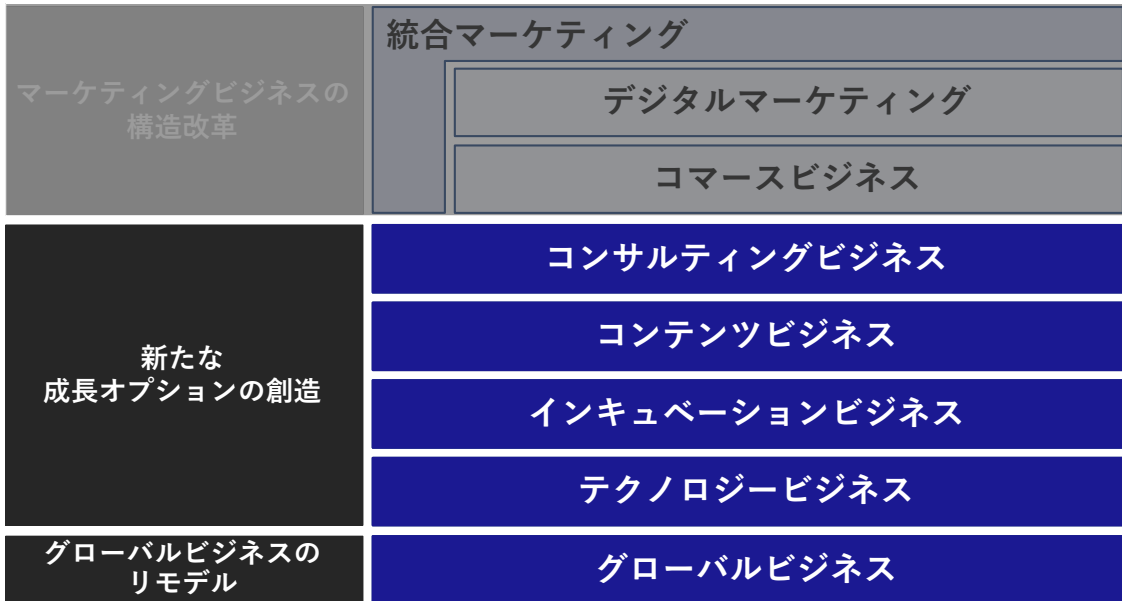 マーケティングビジネスの
構造改革
統合マーケティング
デジタルマーケティング
コマースビジネス
新たな
成長オプションの創造
コンサルティングビジネス
コンテンツビジネス
インキュベーションビジネス
テクノロジービジネス
グローバルビジネスの
リモデル
グローバルビジネス